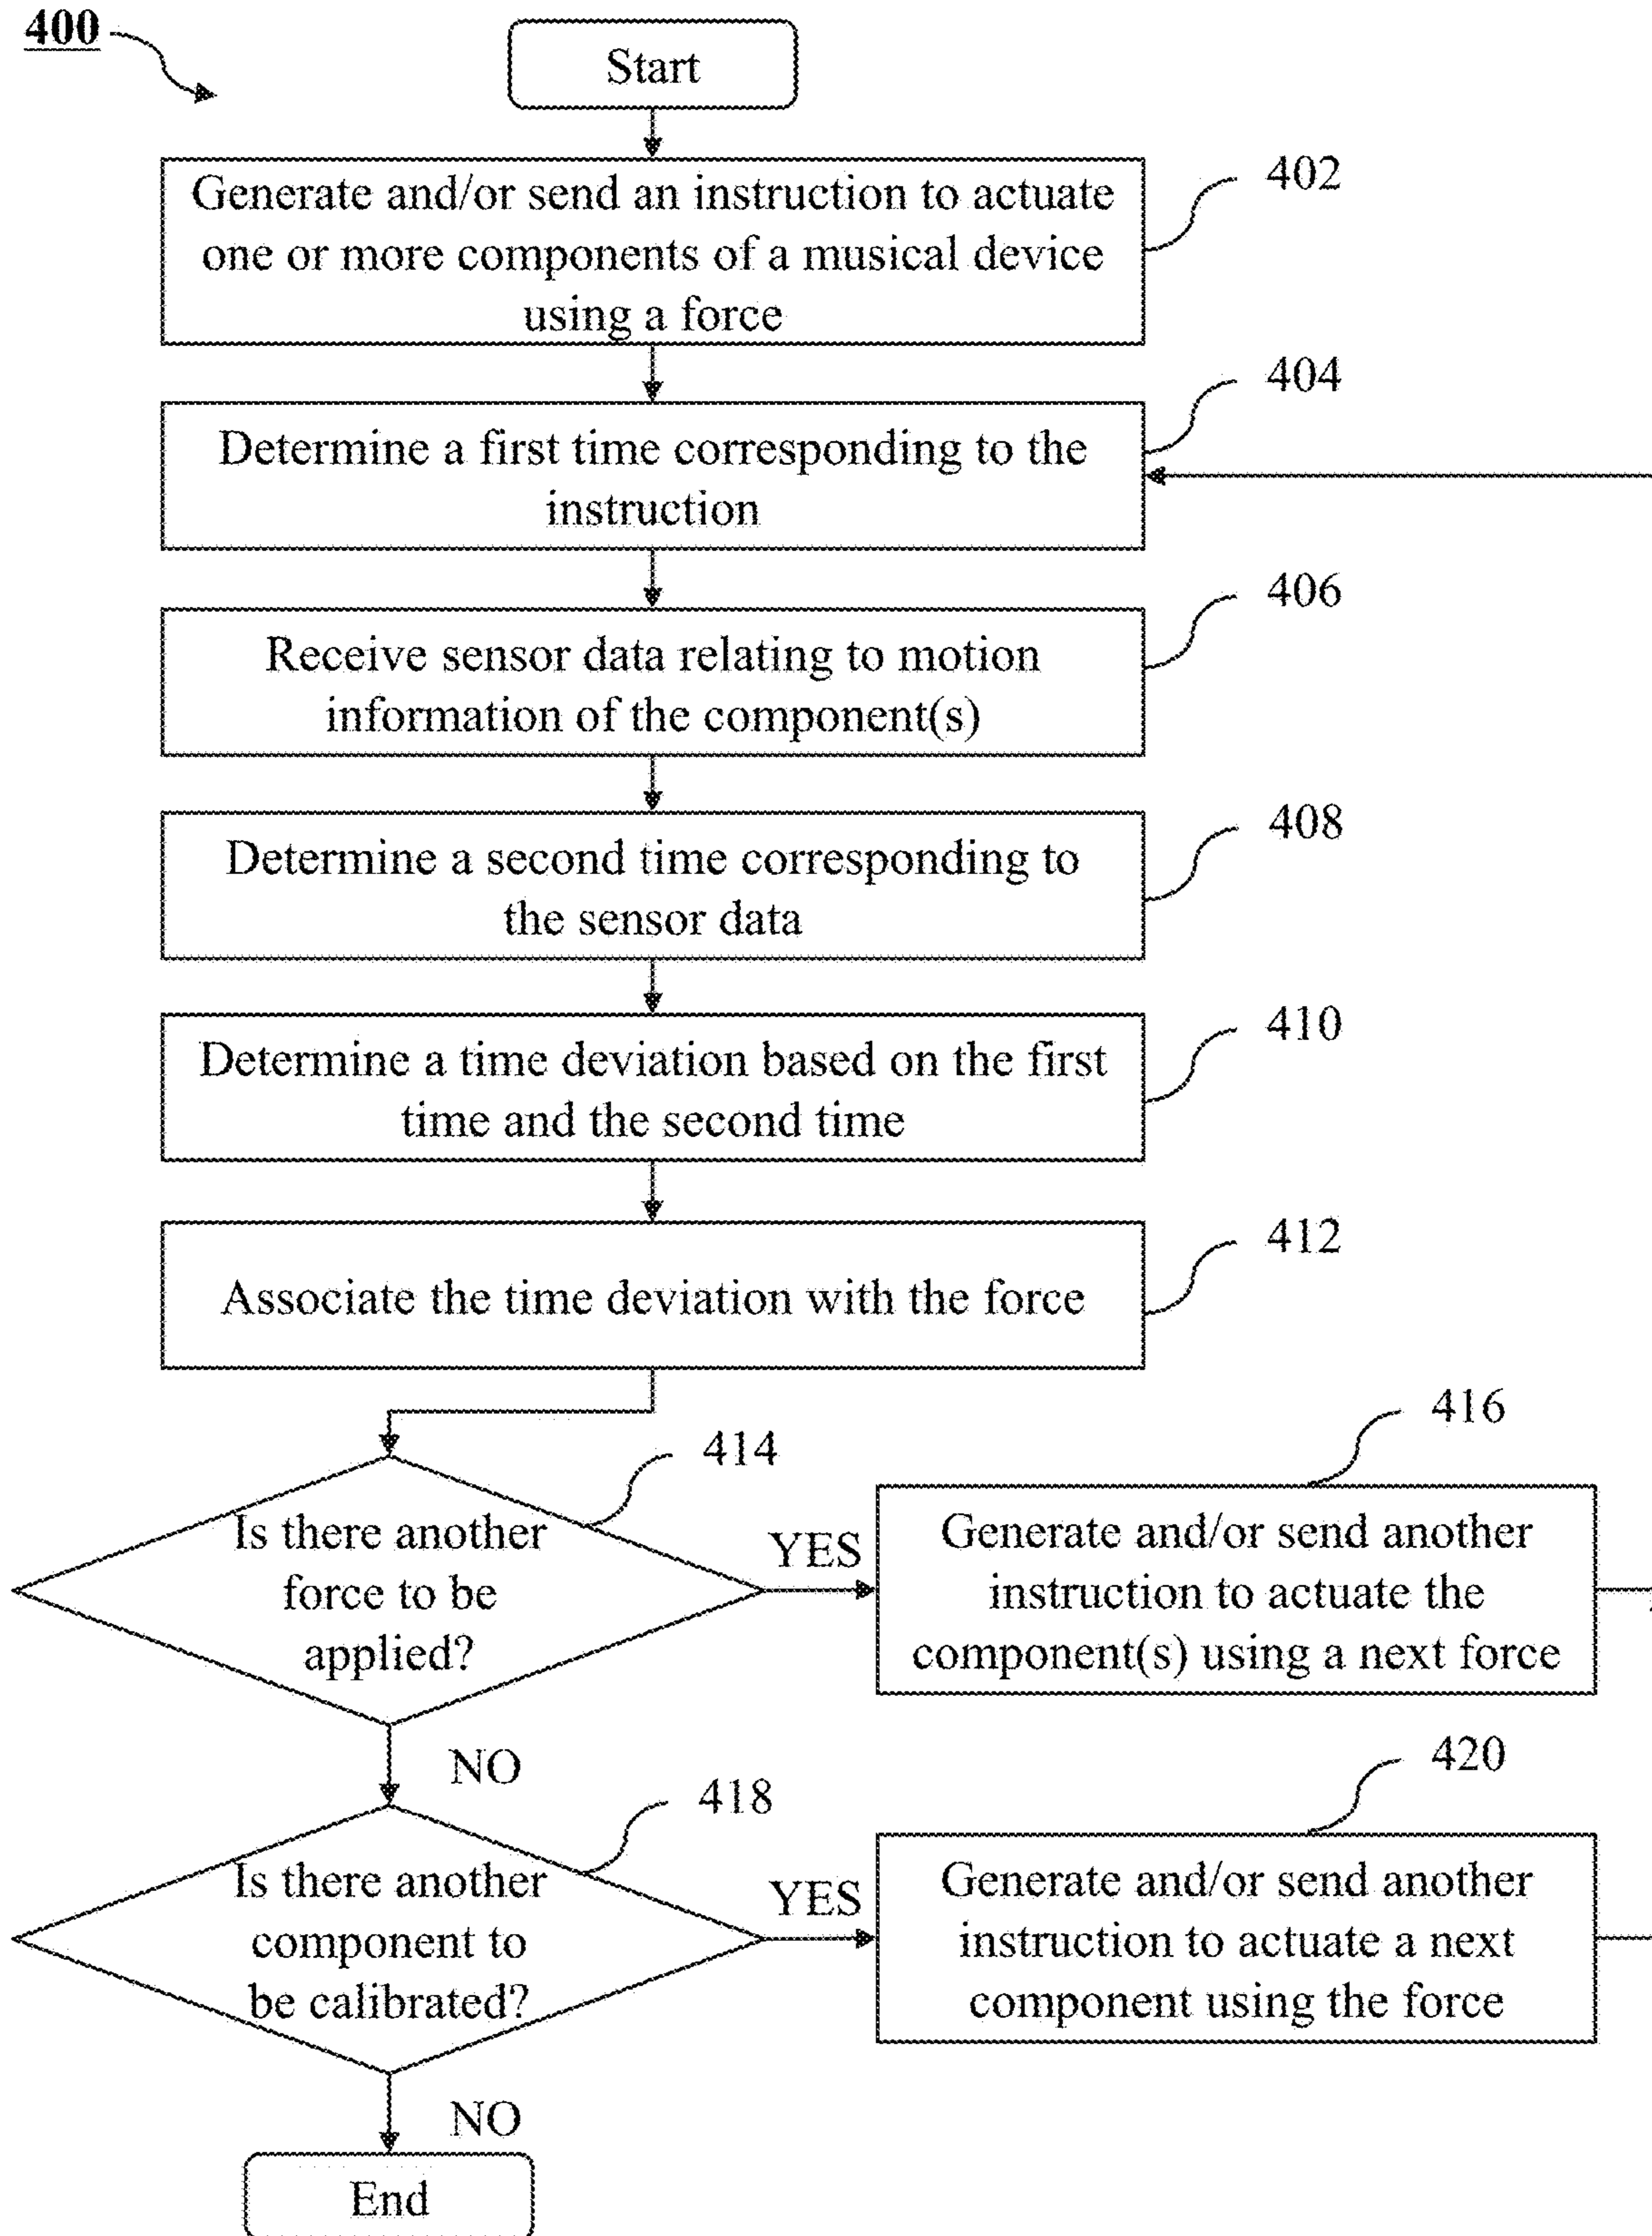 400
Start
Generate and/or send an instruction to actuate
one or more components of a musical device
using a force
402
Determine a first time corresponding to the
instruction
404
Receive sensor data relating to motion
information of the component(s)
406
Determine a second time corresponding to
the sensor data
408
Determine a time deviation based on the first
time and the second time
410
Associate the time deviation with the force
412
Is there another
force to be
applied?
414
YES
Generate and/or send another
instruction to actuate the
component(s) using a next force
416
NO
Is there another
component to
be calibrated?
418
YES
Generate and/or send another
instruction to actuate a next
component using the force
420
NO
End